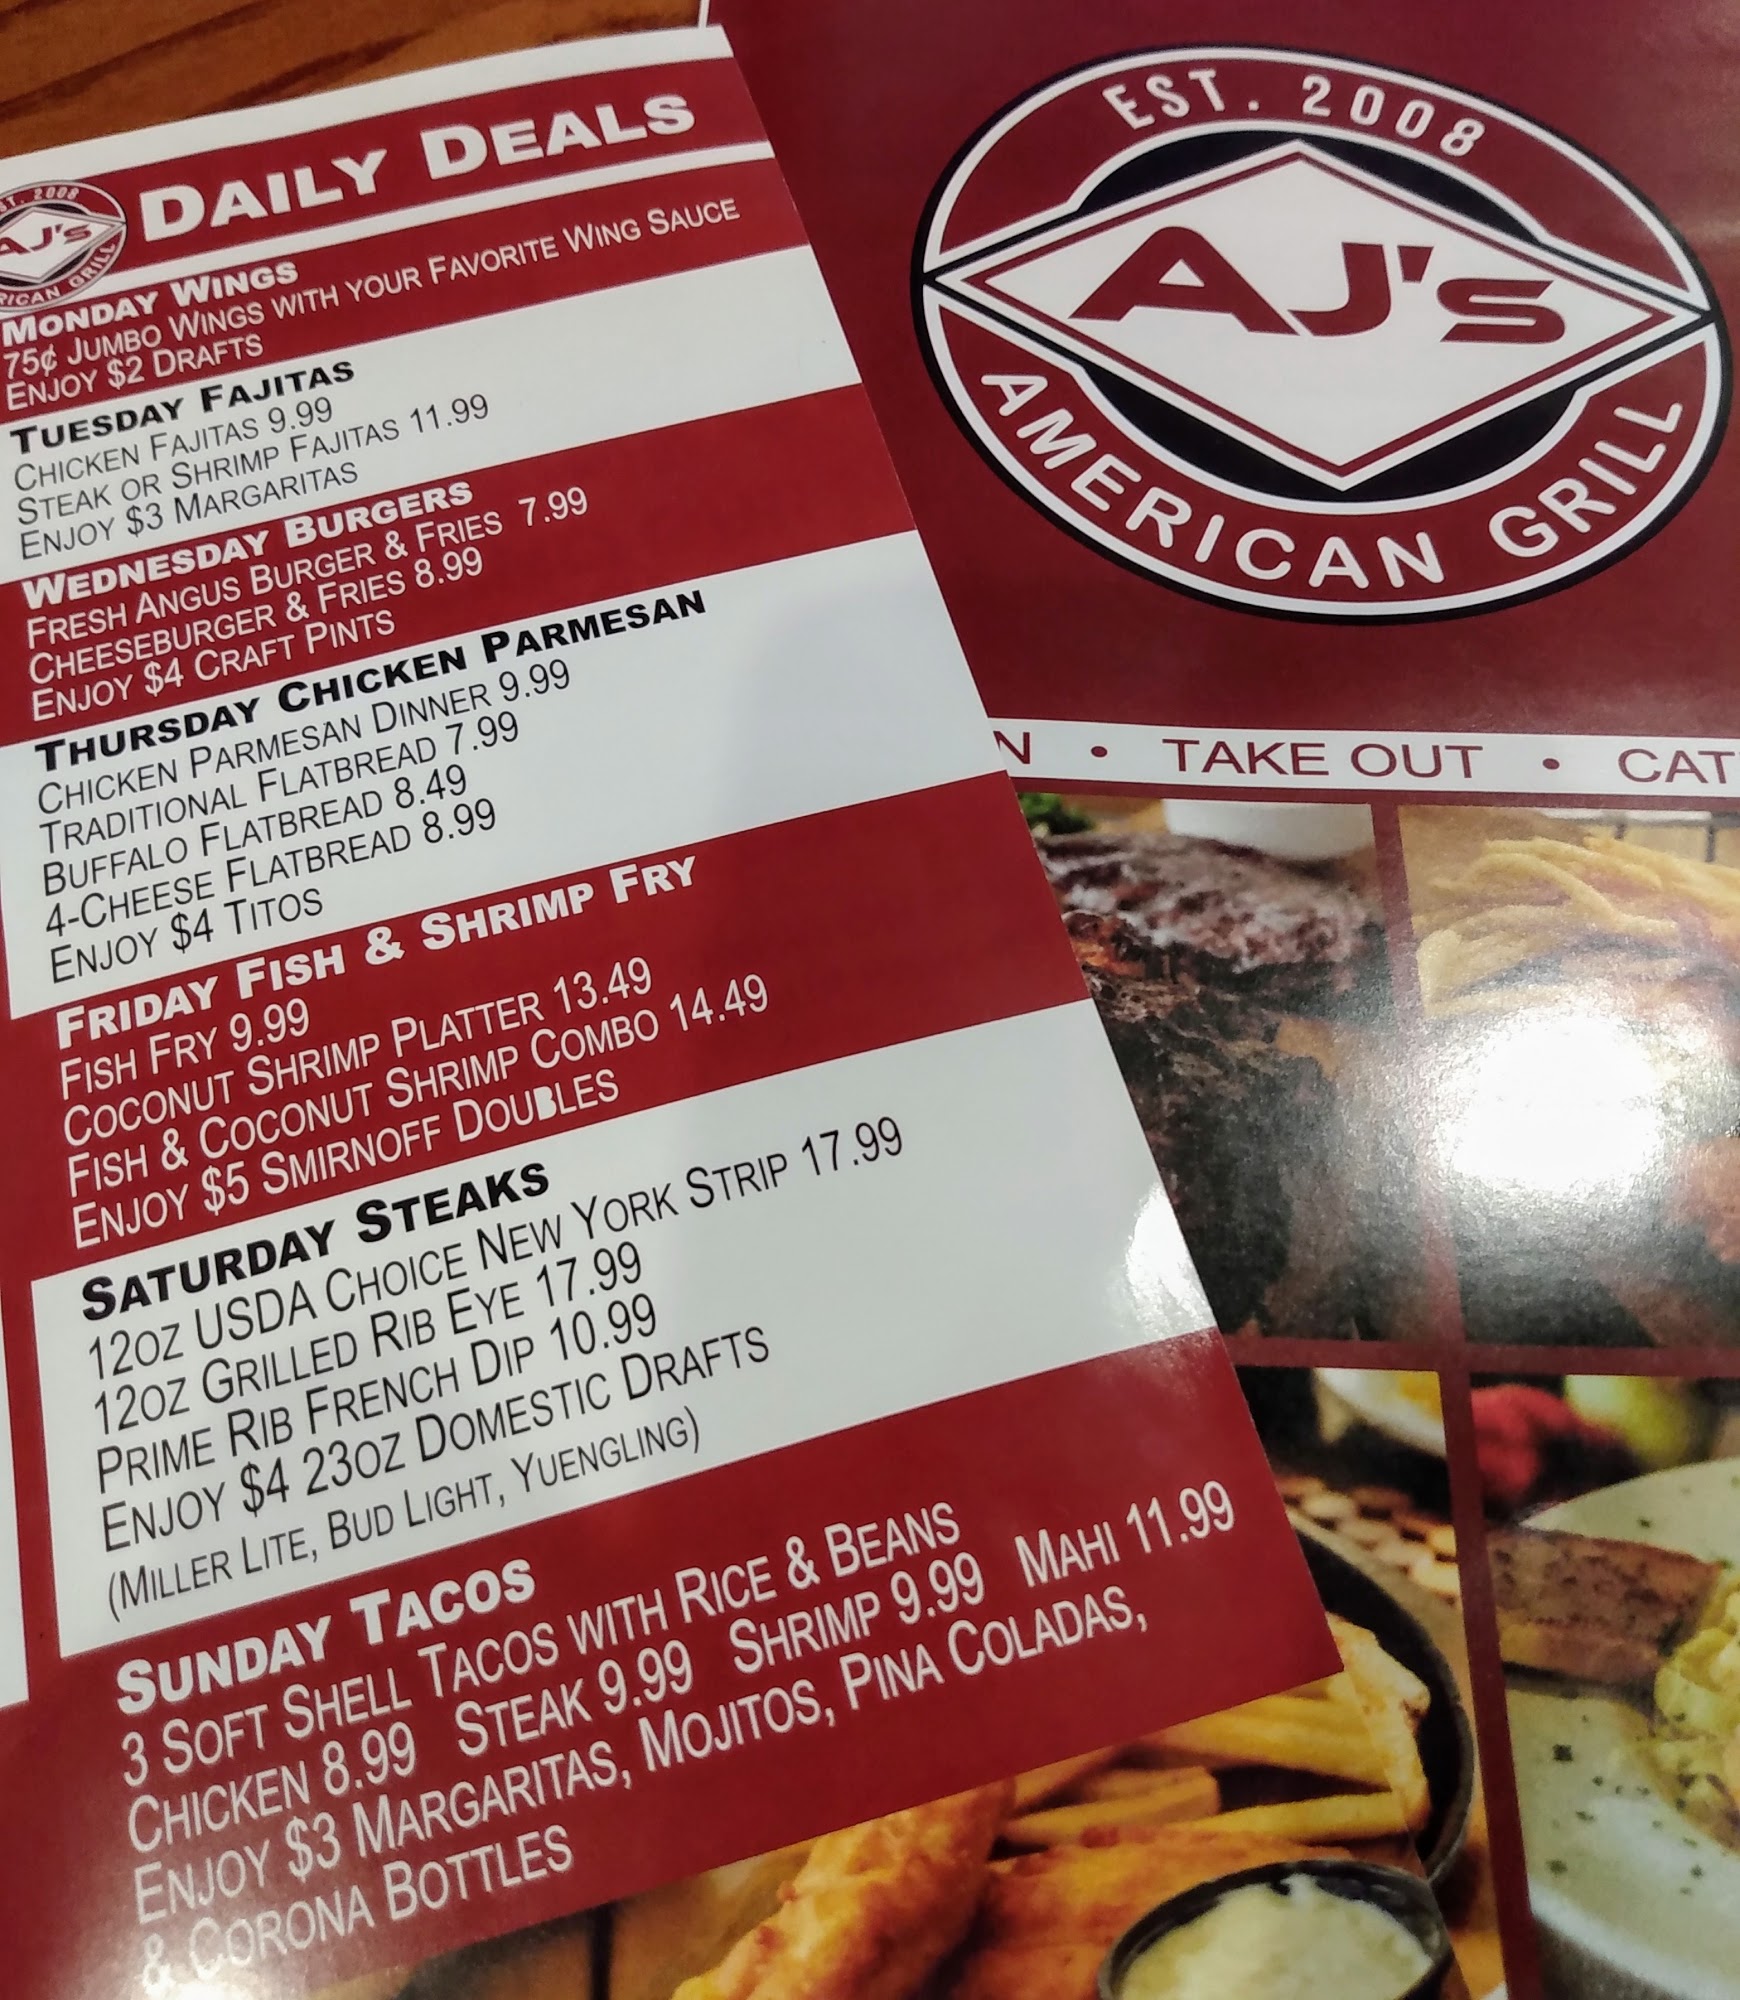 DAILY DEALS
EST. 2008
AJ'S
AMERICAN GRILL
MONDAY WINGS
75¢ JUMBO WINGS WITH YOUR FAVORITE WING SAUCE
ENJOY $2 DRAFTS
TUESDAY FAJITAS
CHICKEN FAJITAS 9.99
STEAK OR SHRIMP FAJITAS 11.99
ENJOY $3 MARGARITAS
WEDNESDAY BURGERS
FRESH ANGUS BURGER & FRIES 7.99
CHEESEBURGER & FRIES 8.99
ENJOY $4 CRAFT PINTS
THURSDAY CHICKEN PARMESAN
CHICKEN PARMESAN DINNER 9.99
TRADITIONAL FLATBREAD 7.99
BUFFALO FLATBREAD 8.49
4-CHEESE FLATBREAD 8.99
ENJOY $4 TITOS
FRIDAY FISH & SHRIMP FRY
FISH FRY 9.99
COCONUT SHRIMP PLATTER 13.49
FISH & COCONUT SHRIMP COMBO 14.49
ENJOY $5 SMIRNOFF DOUBLES
SATURDAY STEAKS
12OZ USDA CHOICE NEW YORK STRIP 17.99
12OZ GRILLED RIB EYE 17.99
PRIME RIB FRENCH DIP 10.99
ENJOY $4 23OZ DOMESTIC DRAFTS
(MILLER LITE, BUD LIGHT, YUENGLING)
SUNDAY TACOS
3 SOFT SHELL TACOS WITH RICE & BEANS
CHICKEN 8.99 STEAK 9.99 SHRIMP 9.99 MAHI 11.99
ENJOY $3 MARGARITAS, MOJITOS, PINA COLADAS,
& CORONA BOTTLES
EST. 2008
AJ'S
AMERICAN GRILL
N • TAKE OUT • CAT